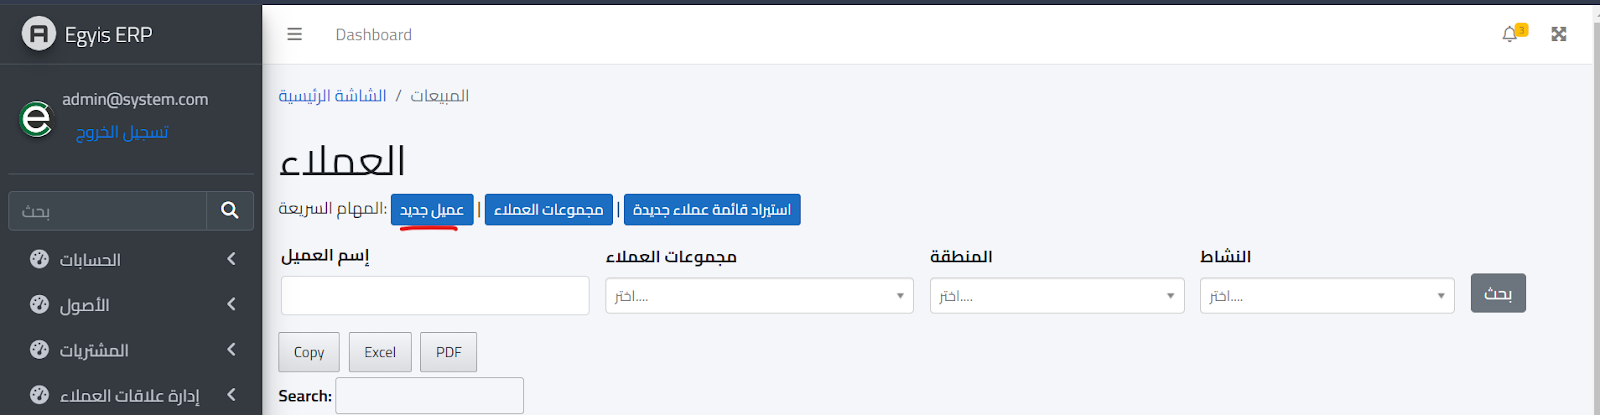 Egyis ERP
Dashboard
3
admin@system.com
تسجيل الخروج
بحث
الحسابات
الأصول
المشتريات
إدارة علاقات العملاء
الشاشة الرئيسية / المبيعات
العملاء
المهام السريعة: عميل جديد | مجموعات العملاء | استيراد قائمة عملاء جديدة
إسم العميل
مجموعات العملاء
المنطقة
النشاط
اختر....
اختر....
اختر....
بحث
Copy Excel PDF
Search: